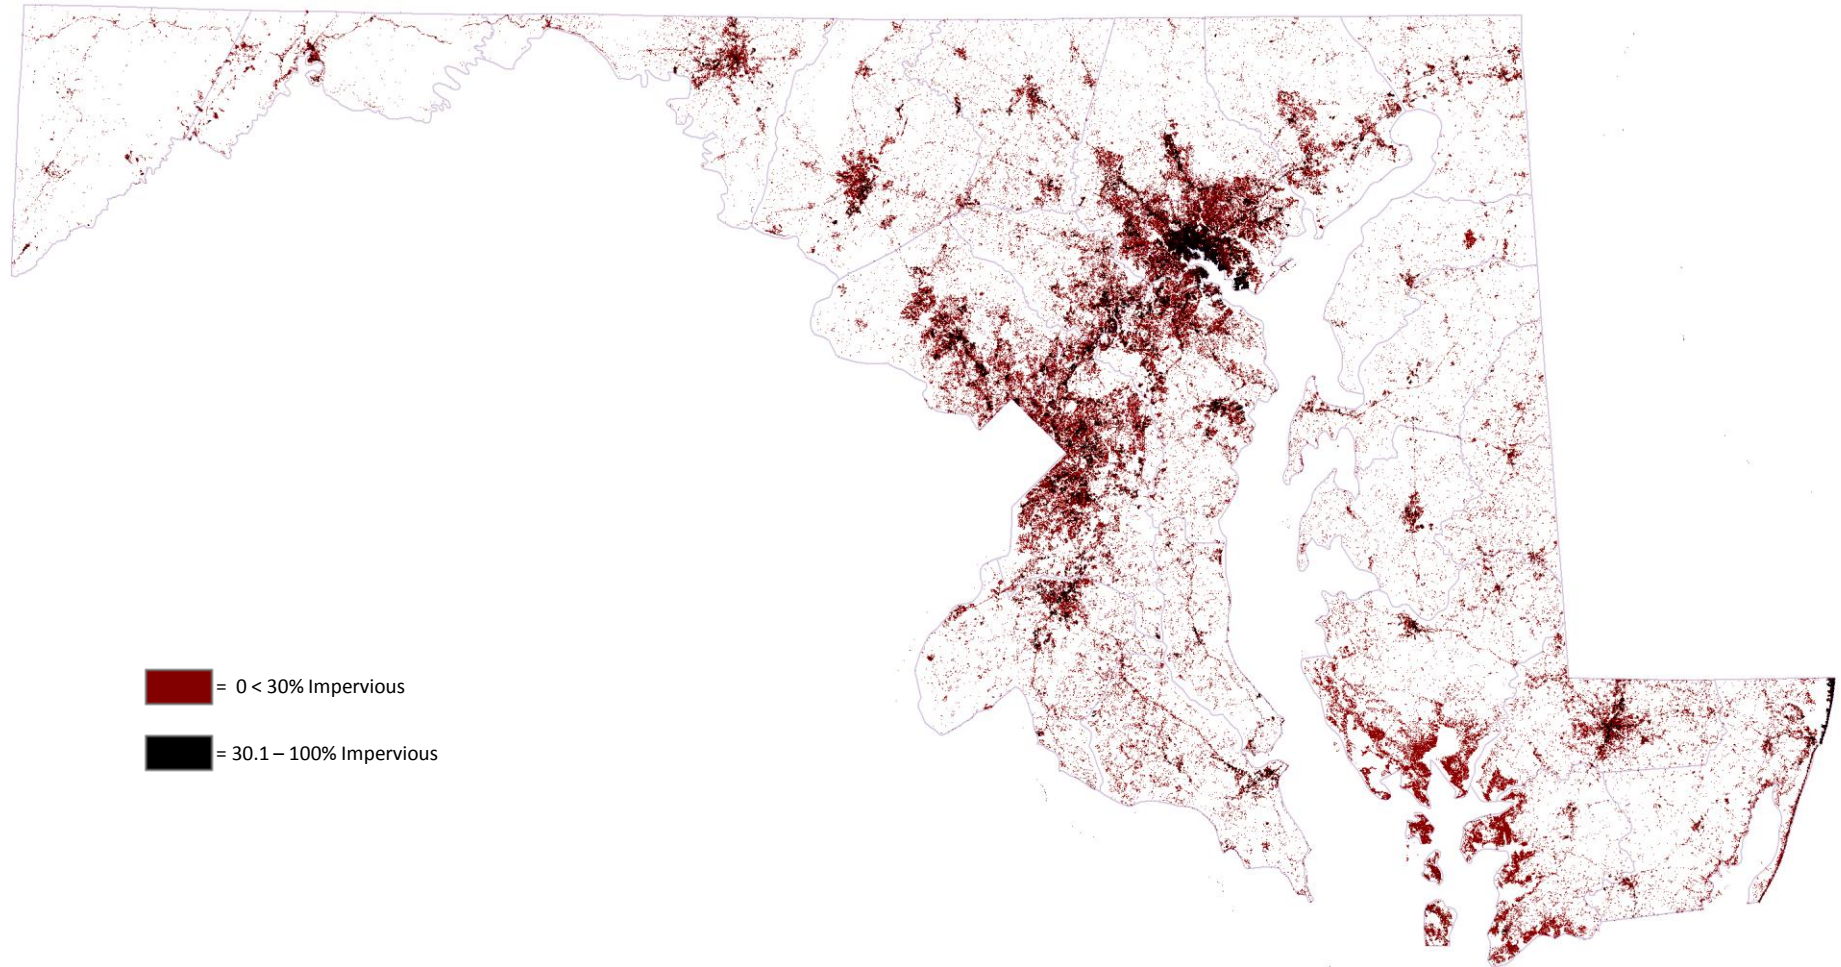 = 0 < 30% Impervious
= 30.1 – 100% Impervious